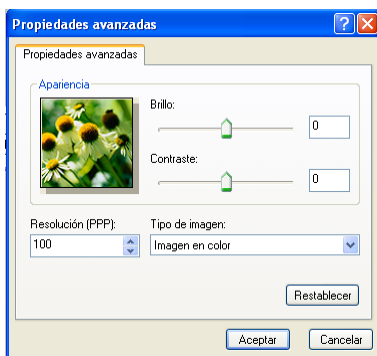 Propiedades avanzadas
Propiedades avanzadas
Apariencia
Brillo:
0
Contraste:
0
Resolución (PPP):
Tipo de imagen:
100
Imagen en color
Restablecer
Aceptar
Cancelar